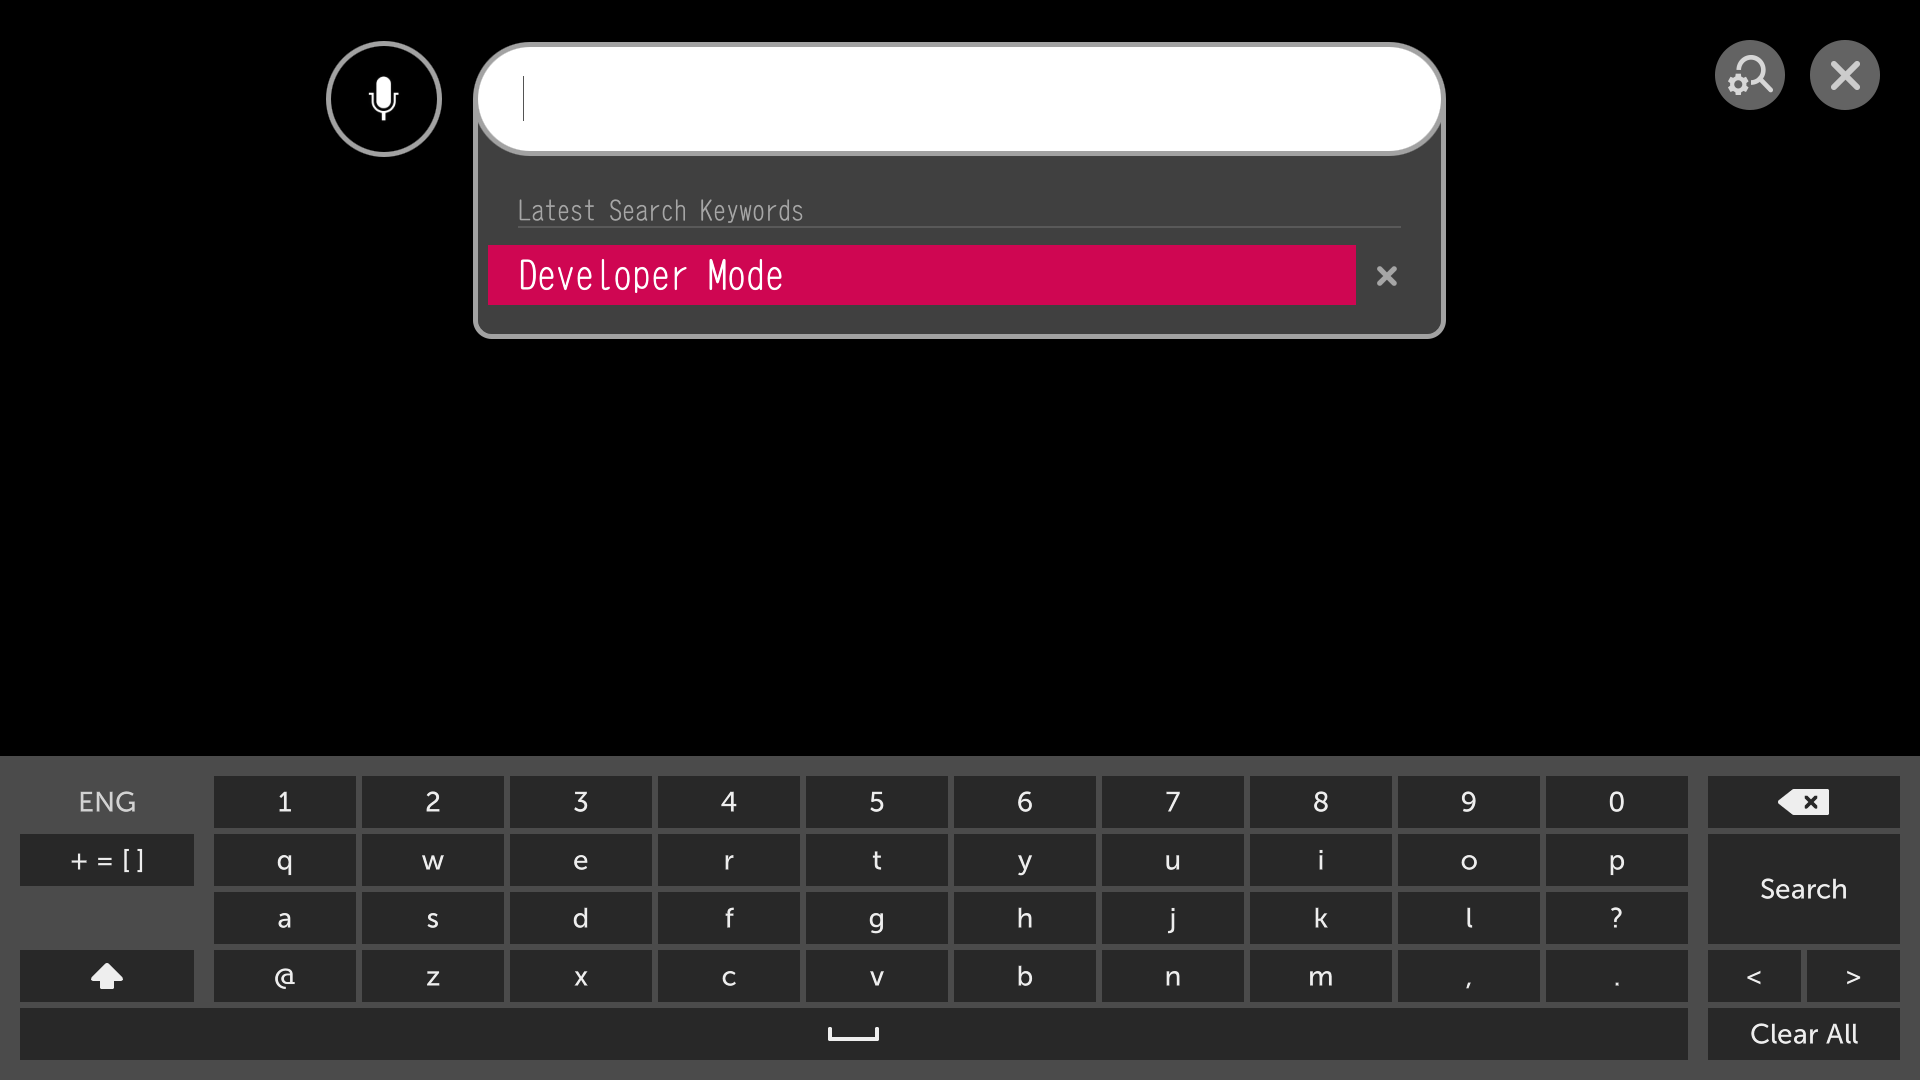 Latest Search Keywords
Developer Mode
ENG 1 2 3 4 5 6 7 8 9 0
+ = [ ] q w e r t y u i o p
Search
a s d f g h j k l ?
@ z x c v b n m , . < >
Clear All